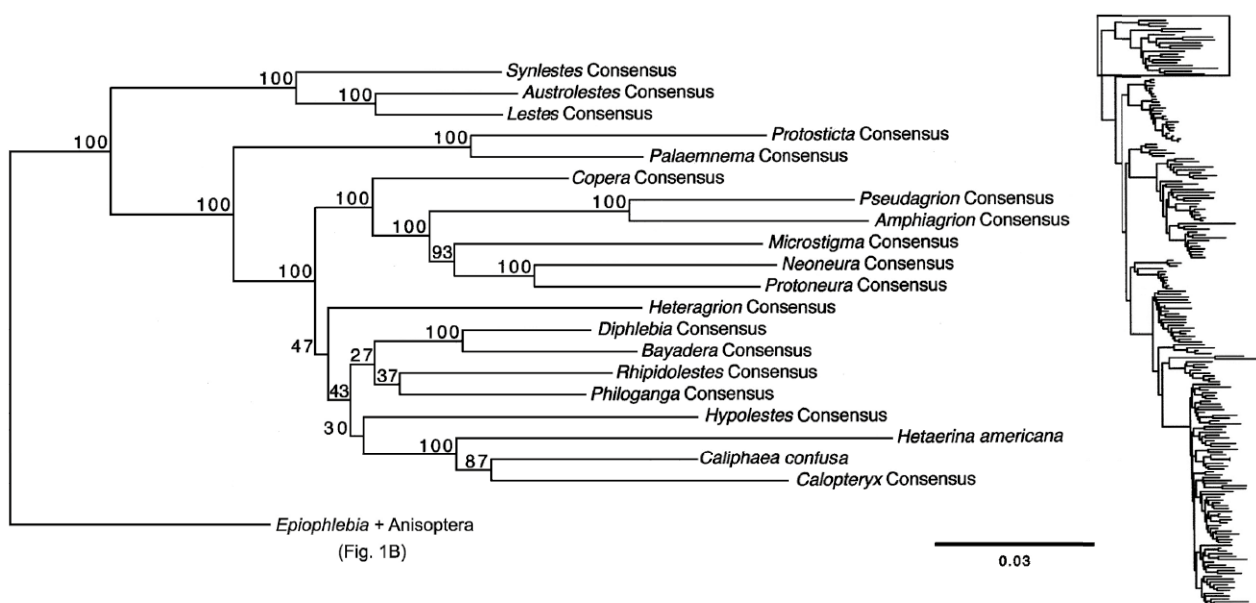 100
Synlestes Consensus
100
Austrolestes Consensus
Lestes Consensus
100
100
Protosticta Consensus
Palaemnema Consensus
100
100
Copera Consensus
100
Pseudagrion Consensus
Amphiagrion Consensus
100
93
Microstigma Consensus
100
Neoneura Consensus
Protoneura Consensus
100
Heteragrion Consensus
47
100
Diphlebia Consensus
Bayadera Consensus
27
37
Rhipidolestes Consensus
Philoganga Consensus
43
Hypolestes Consensus
30
100
Hetaerina americana
87
Caliphaea confusa
Calopteryx Consensus
Epiophlebia + Anisoptera
(Fig. 1B)
0.03